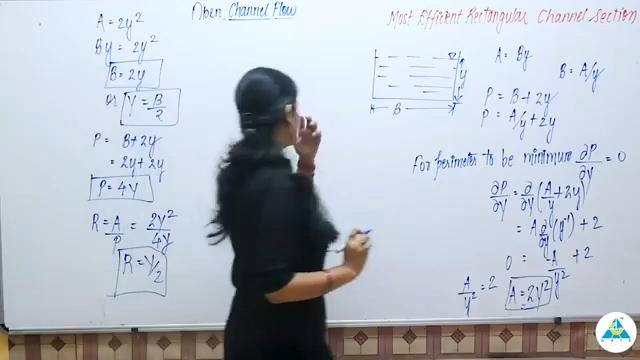 Open Channel Flow
Most Efficient Rectangular Channel Section
A = 2y²
By = 2y²
B = 2y
or Y = B/2
P = B + 2y
= 2y + 2y
P = 4Y
R = A/P = 2Y²/4Y
R = Y/2
y
B
A = By
B = A/y
P = B + 2y
P = A/y + 2y
For perimeter to be minimum ∂P/∂Y = 0
∂P/∂Y = ∂/∂y (A/y + 2y)
= A ∂/∂y (y⁻¹) + 2
0 = -A/y² + 2
A/y² = 2
A = 2y²